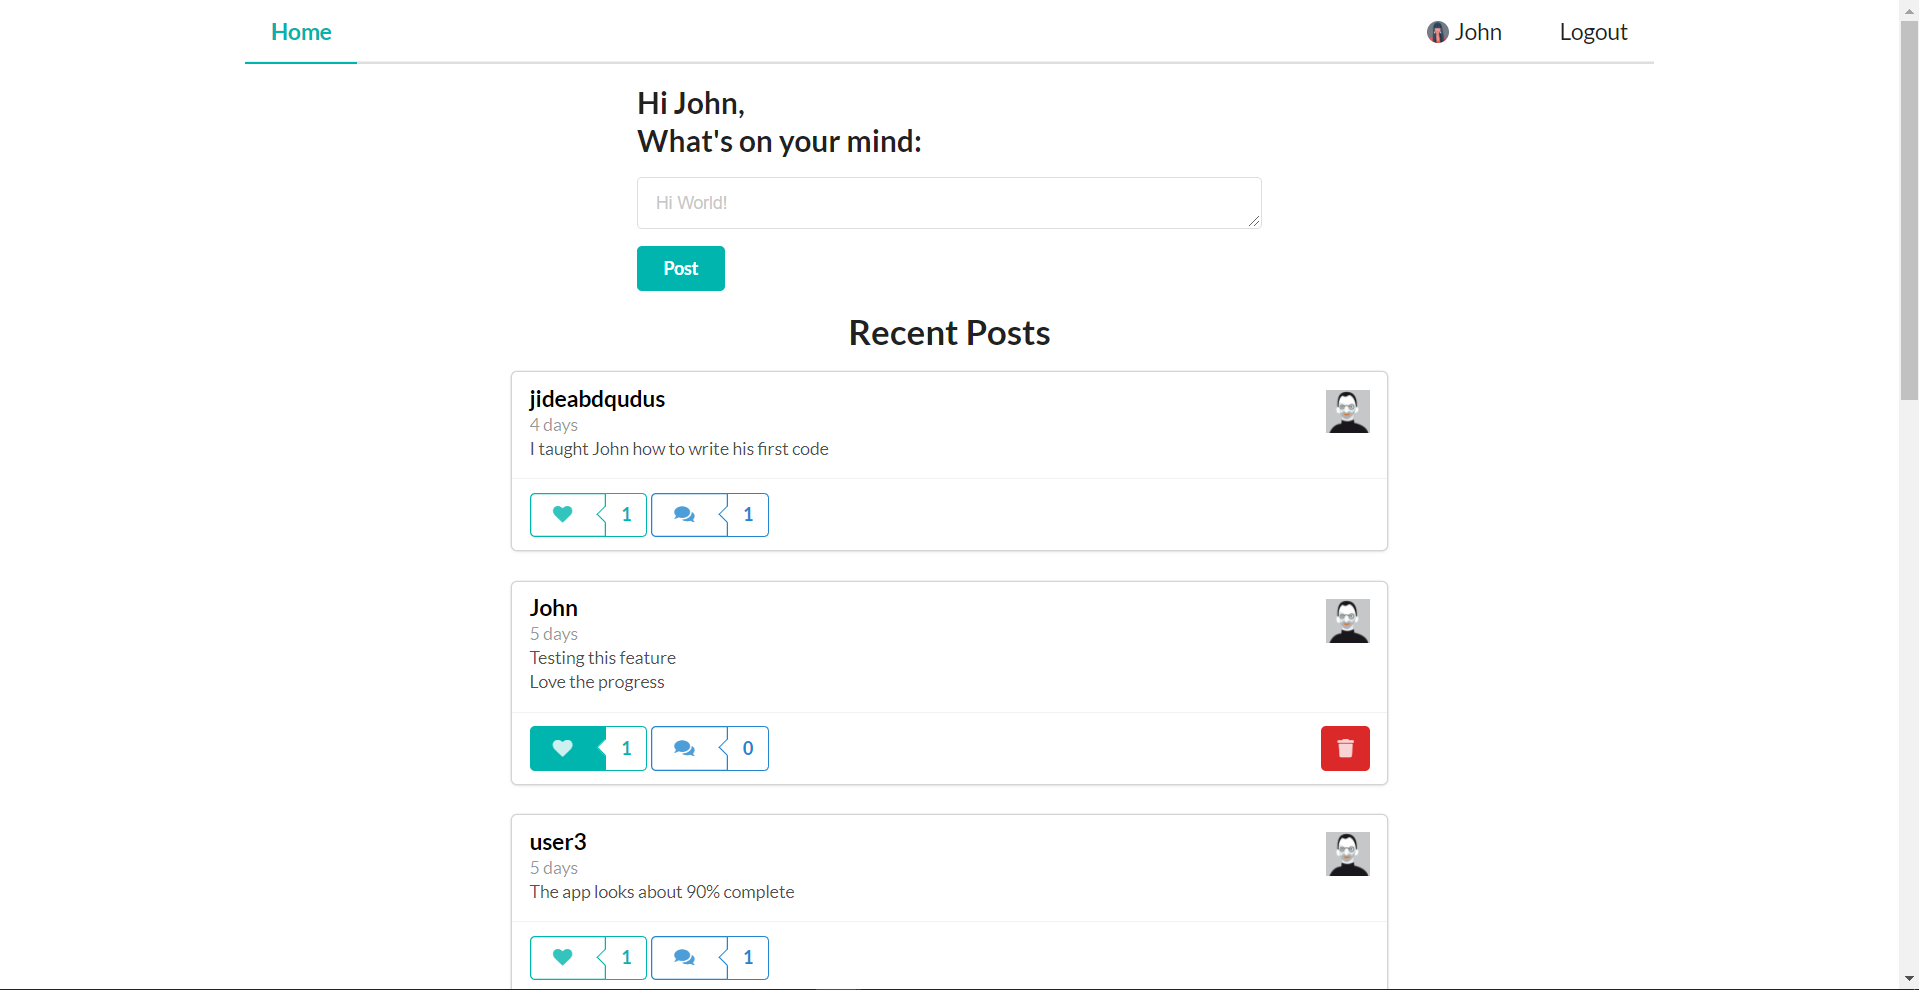 Home John Logout
Hi John,
What's on your mind:
Hi World!
Post
Recent Posts
jideabdqudus
4 days
I taught John how to write his first code
1 1
John
5 days
Testing this feature
Love the progress
1 0
user3
5 days
The app looks about 90% complete
1 1